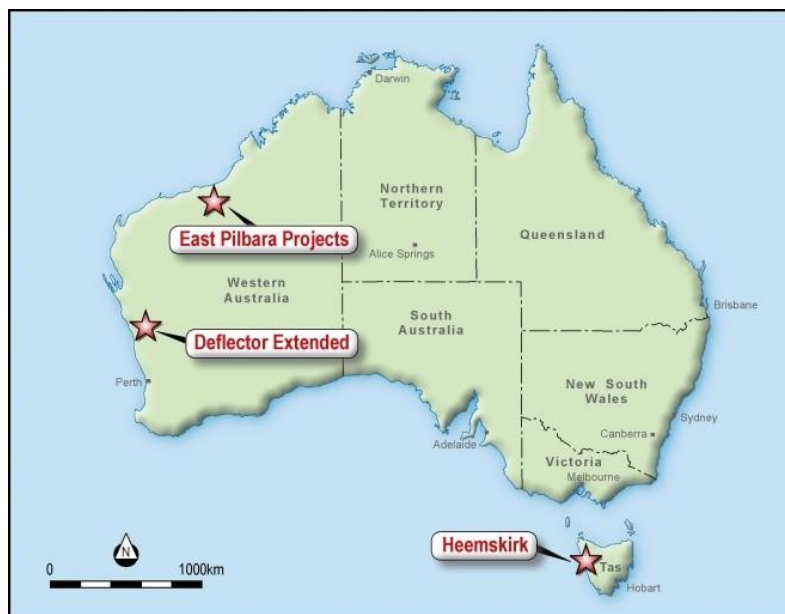 Darwin
Northern
Territory
East Pilbara Projects
Queensland
Alice Springs
Western
Australia
South
Australia
Brisbane
Deflector Extended
Perth
New South
Wales
Sydney
Canberra
Adelaide
Victoria
Melbourne
N
Heemskirk
0
1000km
Tas
Hobart